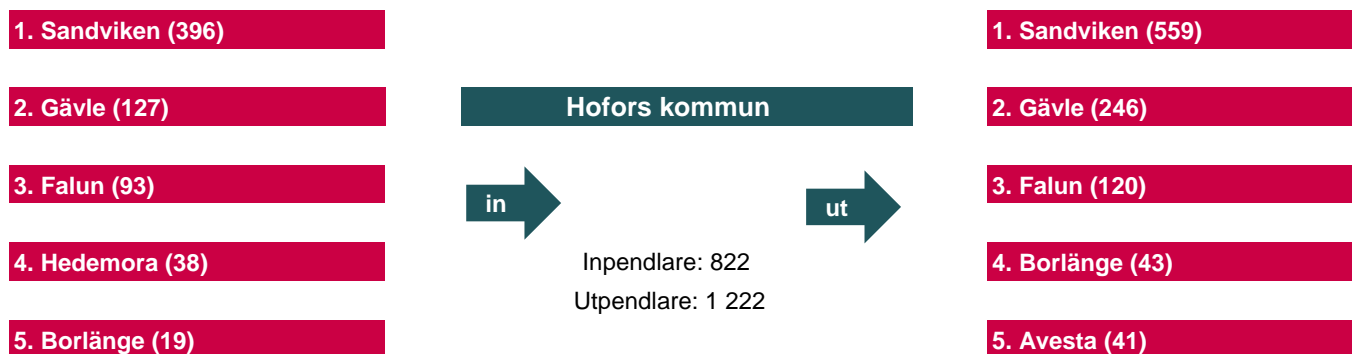 1. Sandviken (396)
2. Gävle (127)
3. Falun (93)
4. Hedemora (38)
5. Borlänge (19)
Hofors kommun
in
ut
Inpendlare: 822
Utpendlare: 1 222
1. Sandviken (559)
2. Gävle (246)
3. Falun (120)
4. Borlänge (43)
5. Avesta (41)